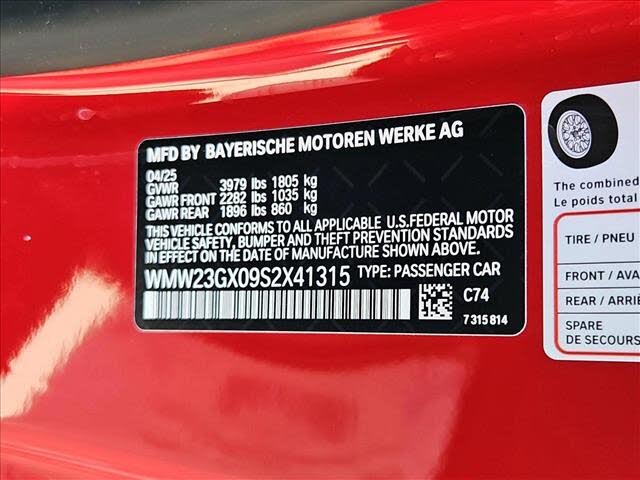 MFD BY BAYERISCHE MOTOREN WERKE AG
04/25
GVWR 3979 lbs 1805 kg
GAWR FRONT 2282 lbs 1035 kg
GAWR REAR 1896 lbs 860 kg
THIS VEHICLE CONFORMS TO ALL APPLICABLE U.S.FEDERAL MOTOR
VEHICLE SAFETY, BUMPER AND THEFT PREVENTION STANDARDS
IN EFFECT ON THE DATE OF MANUFACTURE SHOWN ABOVE.
WMW23GX09S2X41315 TYPE: PASSENGER CAR
C74
7315814
The combined
Le poids total
TIRE / PNEU
FRONT / AVA
REAR / ARRIÈ
SPARE
DE SECOURS